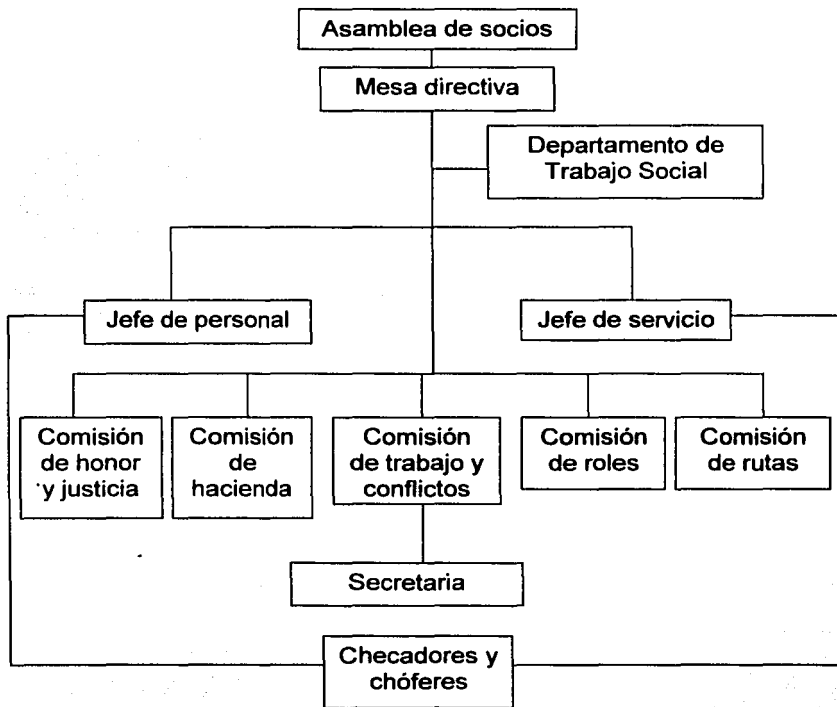 Asamblea de socios
Mesa directiva
Departamento de
Trabajo Social
Jefe de personal
Jefe de servicio
Comisión
de honor
y justicia
Comisión
de
hacienda
Comisión
de trabajo y
conflictos
Comisión
de roles
Comisión
de rutas
Secretaria
Checadores y
chóferes